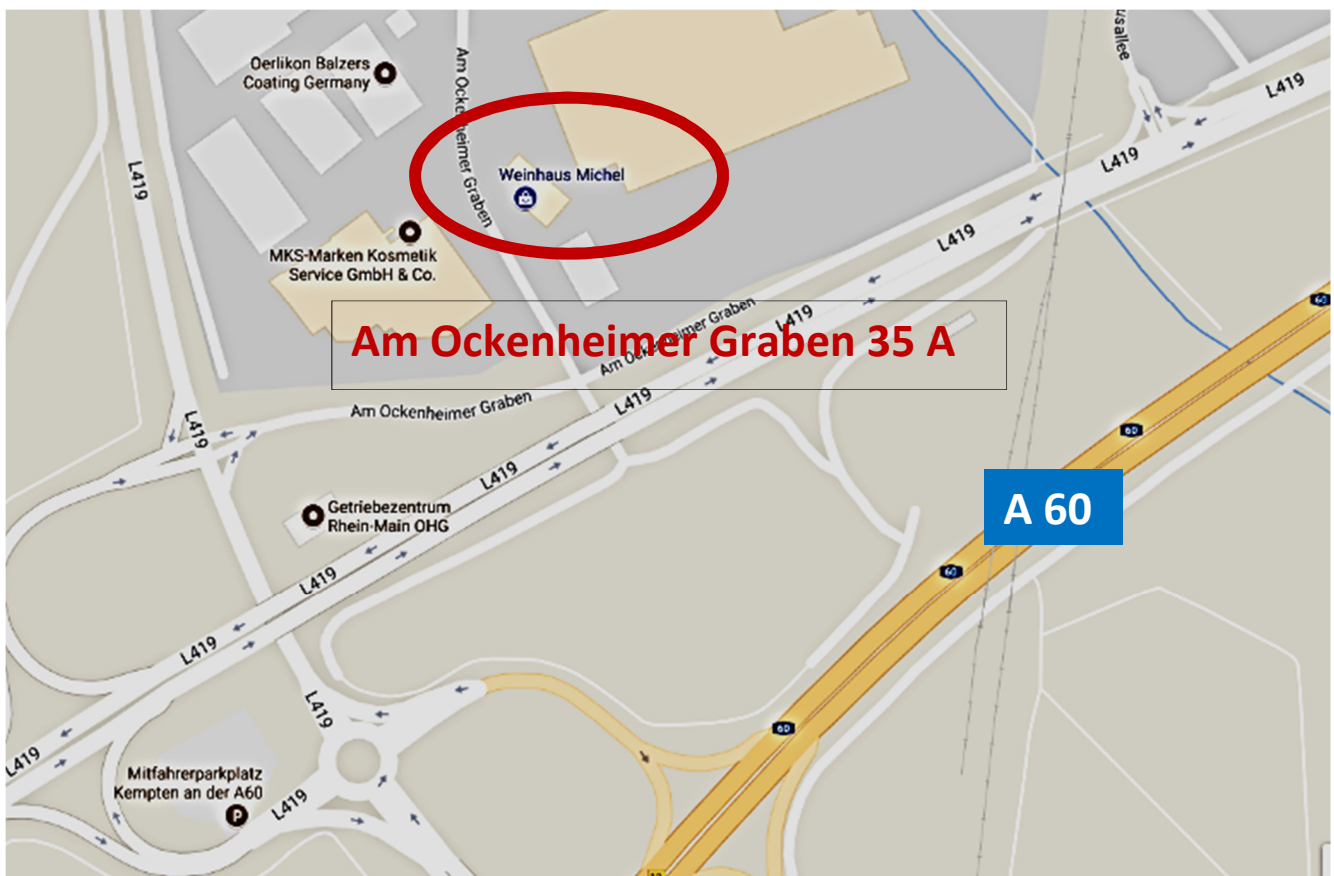 Oerlikon Balzers
Coating Germany
Am Ockenheimer Graben
L419
L419
L419
Weinhaus Michel
L419
MKS-Marken Kosmetik
Service GmbH & Co.
60
Am Ockenheimer Graben
L419
Am Ockenheimer Graben 35 A
L419
Am Ockenheimer Graben
L419
60
L419
A 60
Getriebezentrum
Rhein-Main OHG
60
L419
L419
L419
60
L419
Mitfahrerparkplatz
Kempten an der A60
P
L419